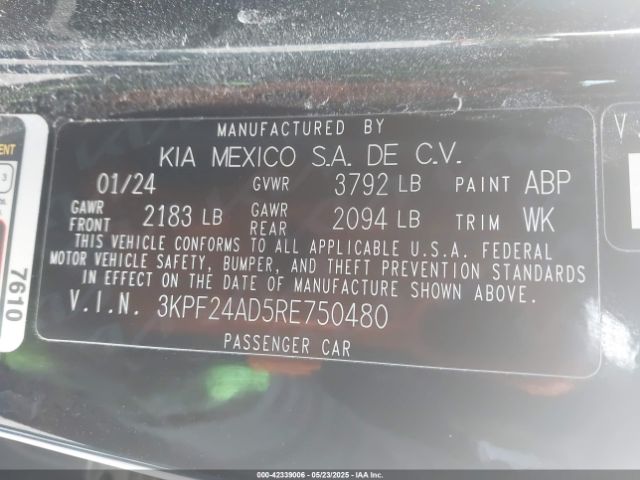 MANUFACTURED BY
KIA MEXICO S.A. DE C.V.
01/24 GVWR 3792 LB PAINT ABP
GAWR FRONT 2183 LB GAWR REAR 2094 LB TRIM WK
THIS VEHICLE CONFORMS TO ALL APPLICABLE U.S.A. FEDERAL
MOTOR VEHICLE SAFETY, BUMPER, AND THEFT PREVENTION STANDARDS
IN EFFECT ON THE DATE OF MANUFACTURE SHOWN ABOVE.
V.I.N. 3KPF24AD5RE750480
PASSENGER CAR
3
7610
V
000-42339006 - 05/23/2025 - IAA Inc.